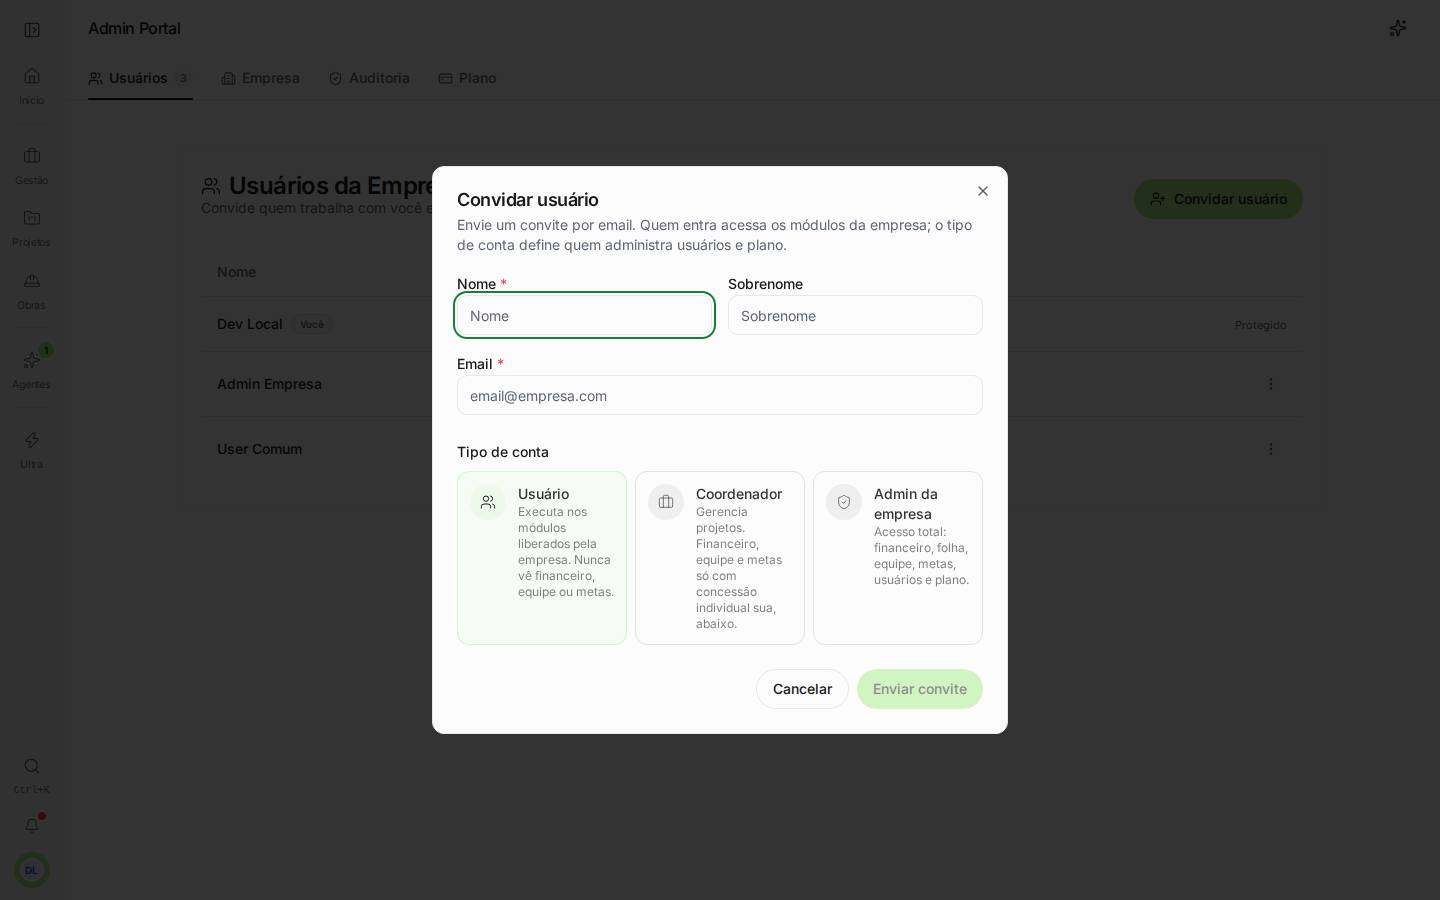 Admin Portal
Usuários 3
Empresa
Auditoria
Plano
Início
Gestão
Projetos
Obras
1
Agentes
Ultra
Ctrl+K
DL
Usuários da Empre
Convide quem trabalha com você e
Convidar usuário
Nome
Dev Local Você
Protegido
Admin Empresa
User Comum
Convidar usuário
Envie um convite por email. Quem entra acessa os módulos da empresa; o tipo
de conta define quem administra usuários e plano.
Nome *
Nome
Sobrenome
Sobrenome
Email *
email@empresa.com
Tipo de conta
Usuário
Executa nos
módulos
liberados pela
empresa. Nunca
vê financeiro,
equipe ou metas.
Coordenador
Gerencia
projetos.
Financeiro,
equipe e metas
só com
concessão
individual sua,
abaixo.
Admin da
empresa
Acesso total:
financeiro, folha,
equipe, metas,
usuários e plano.
Cancelar
Enviar convite